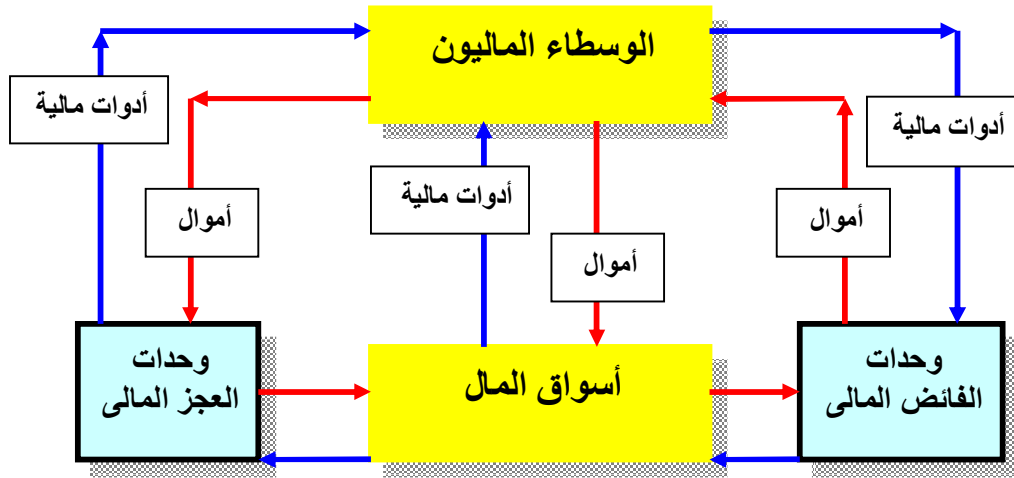 الوسطاء الماليون
أدوات مالية
أدوات مالية
أدوات مالية
أموال
أموال
أموال
وحدات
الفائض المالى
أسواق المال
وحدات
العجز المالى